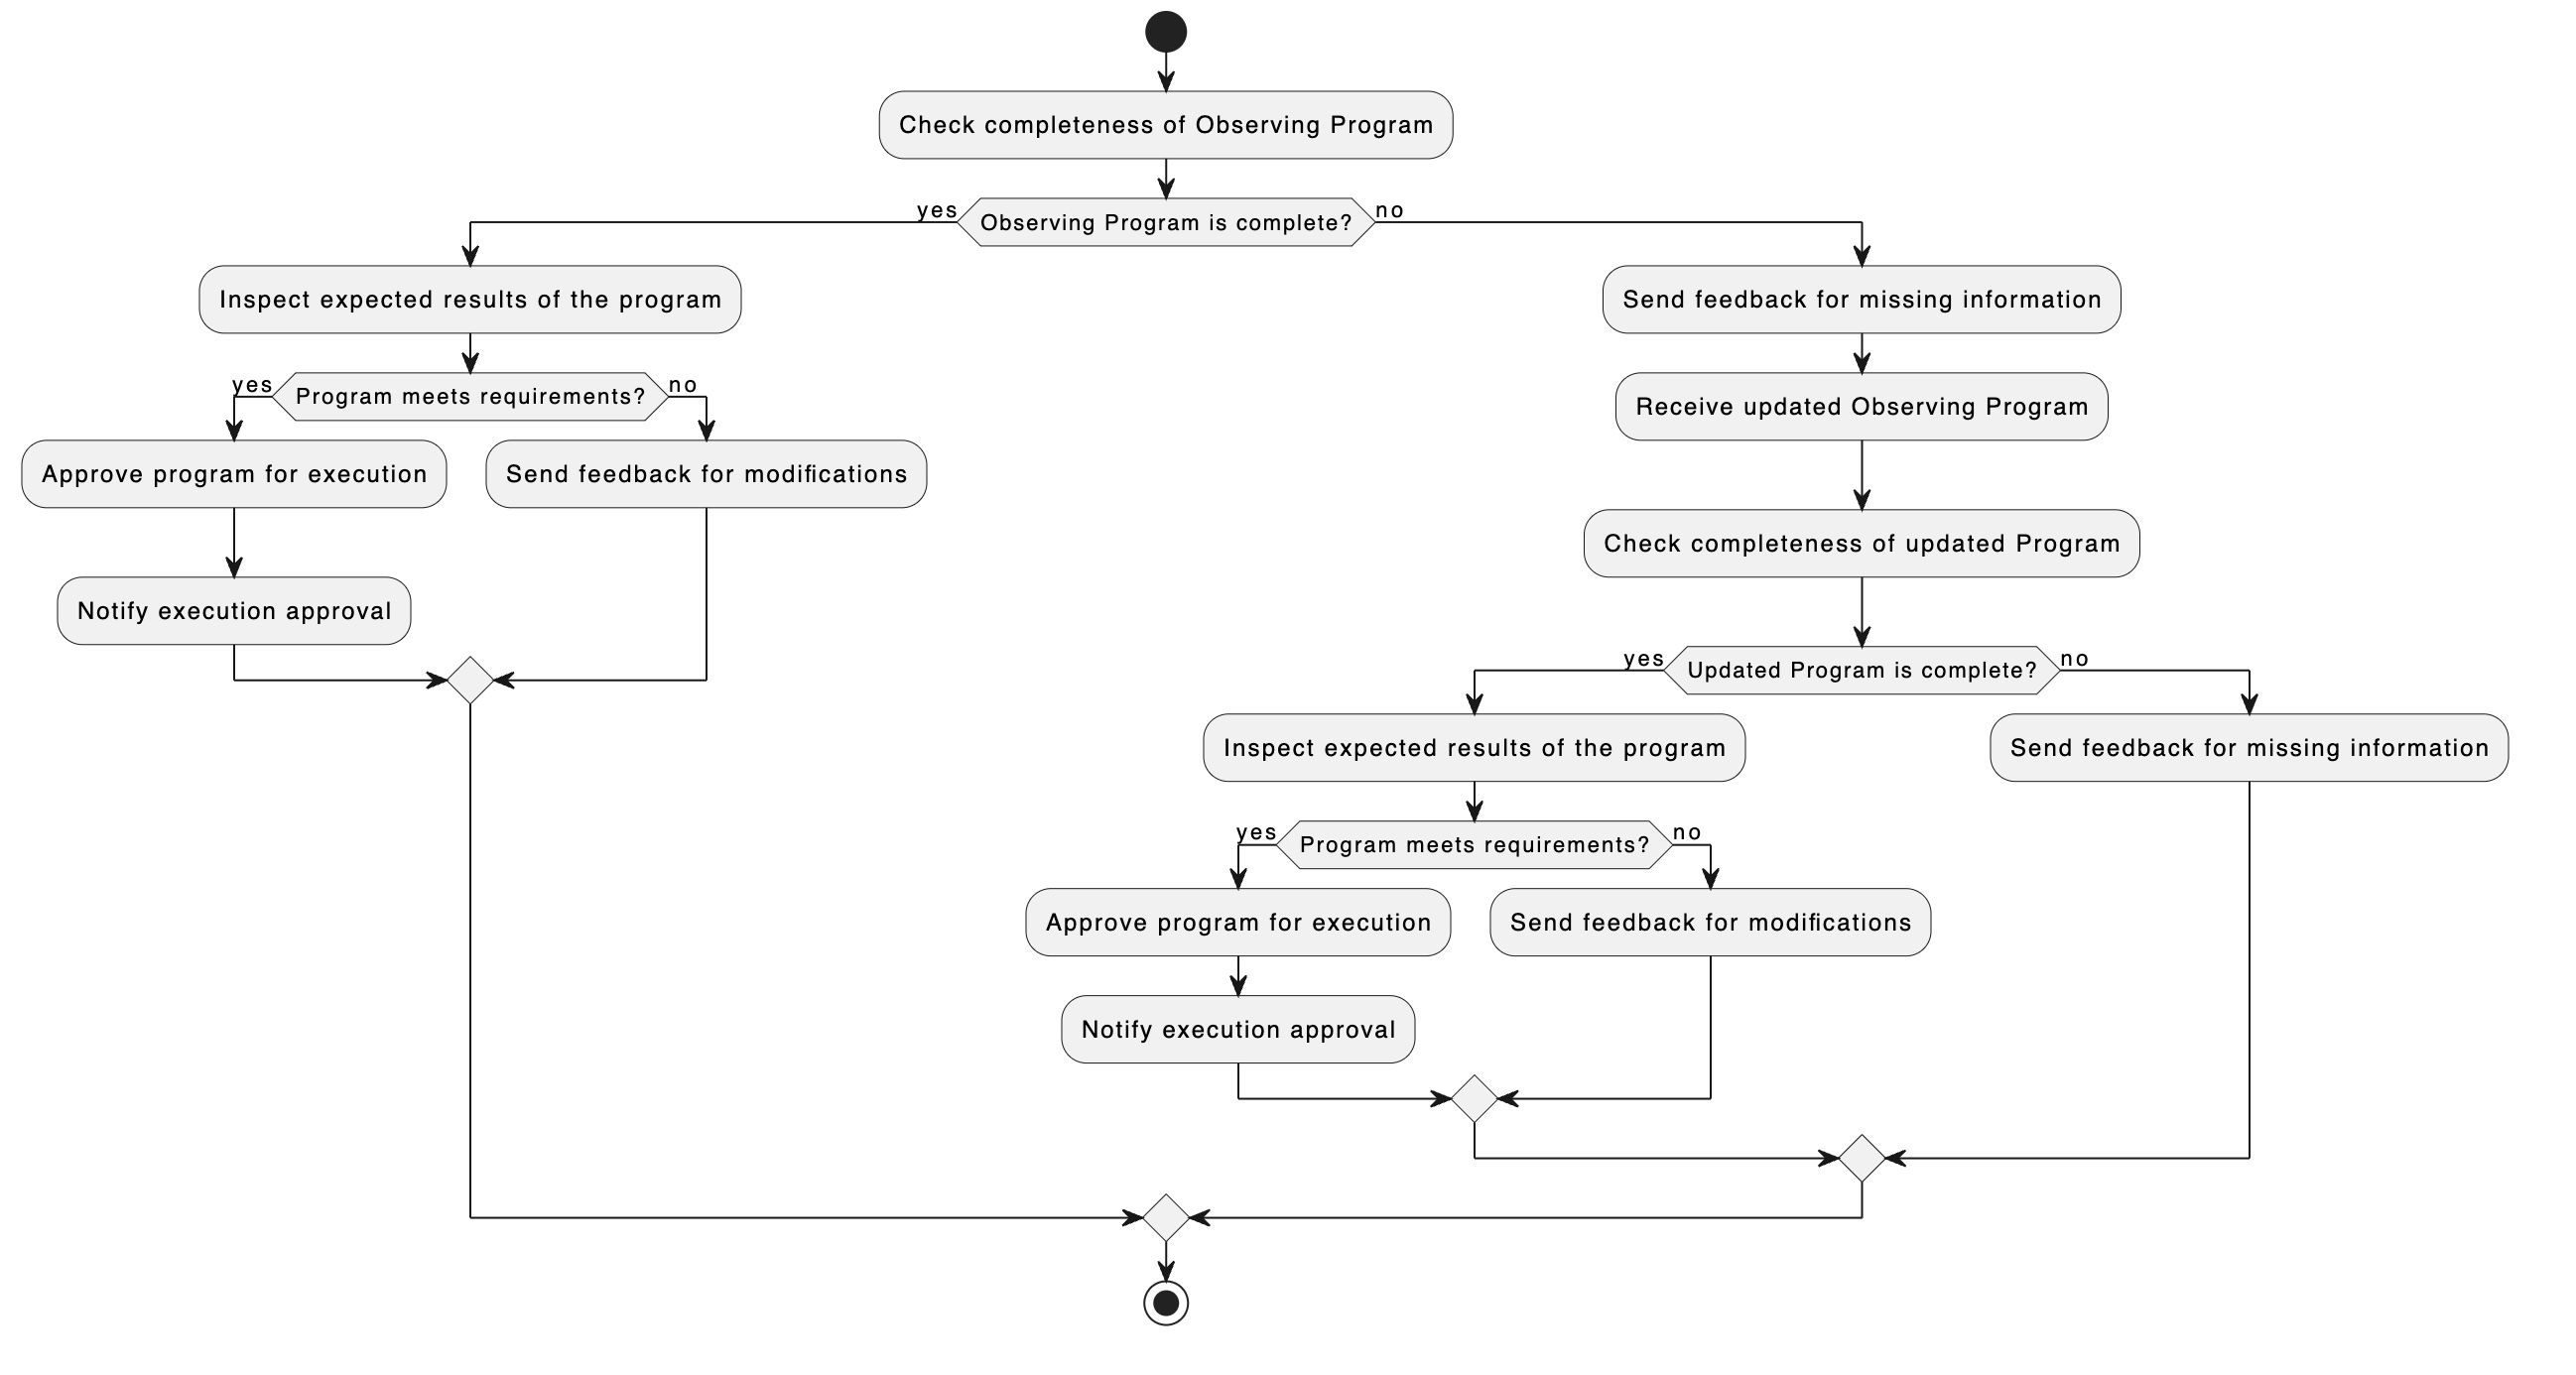 Check completeness of Observing Program
yes
Observing Program is complete?
no
Inspect expected results of the program
Send feedback for missing information
yes
Program meets requirements?
no
Receive updated Observing Program
Approve program for execution
Send feedback for modifications
Check completeness of updated Program
Notify execution approval
yes
Updated Program is complete?
no
Inspect expected results of the program
Send feedback for missing information
yes
Program meets requirements?
no
Approve program for execution
Send feedback for modifications
Notify execution approval